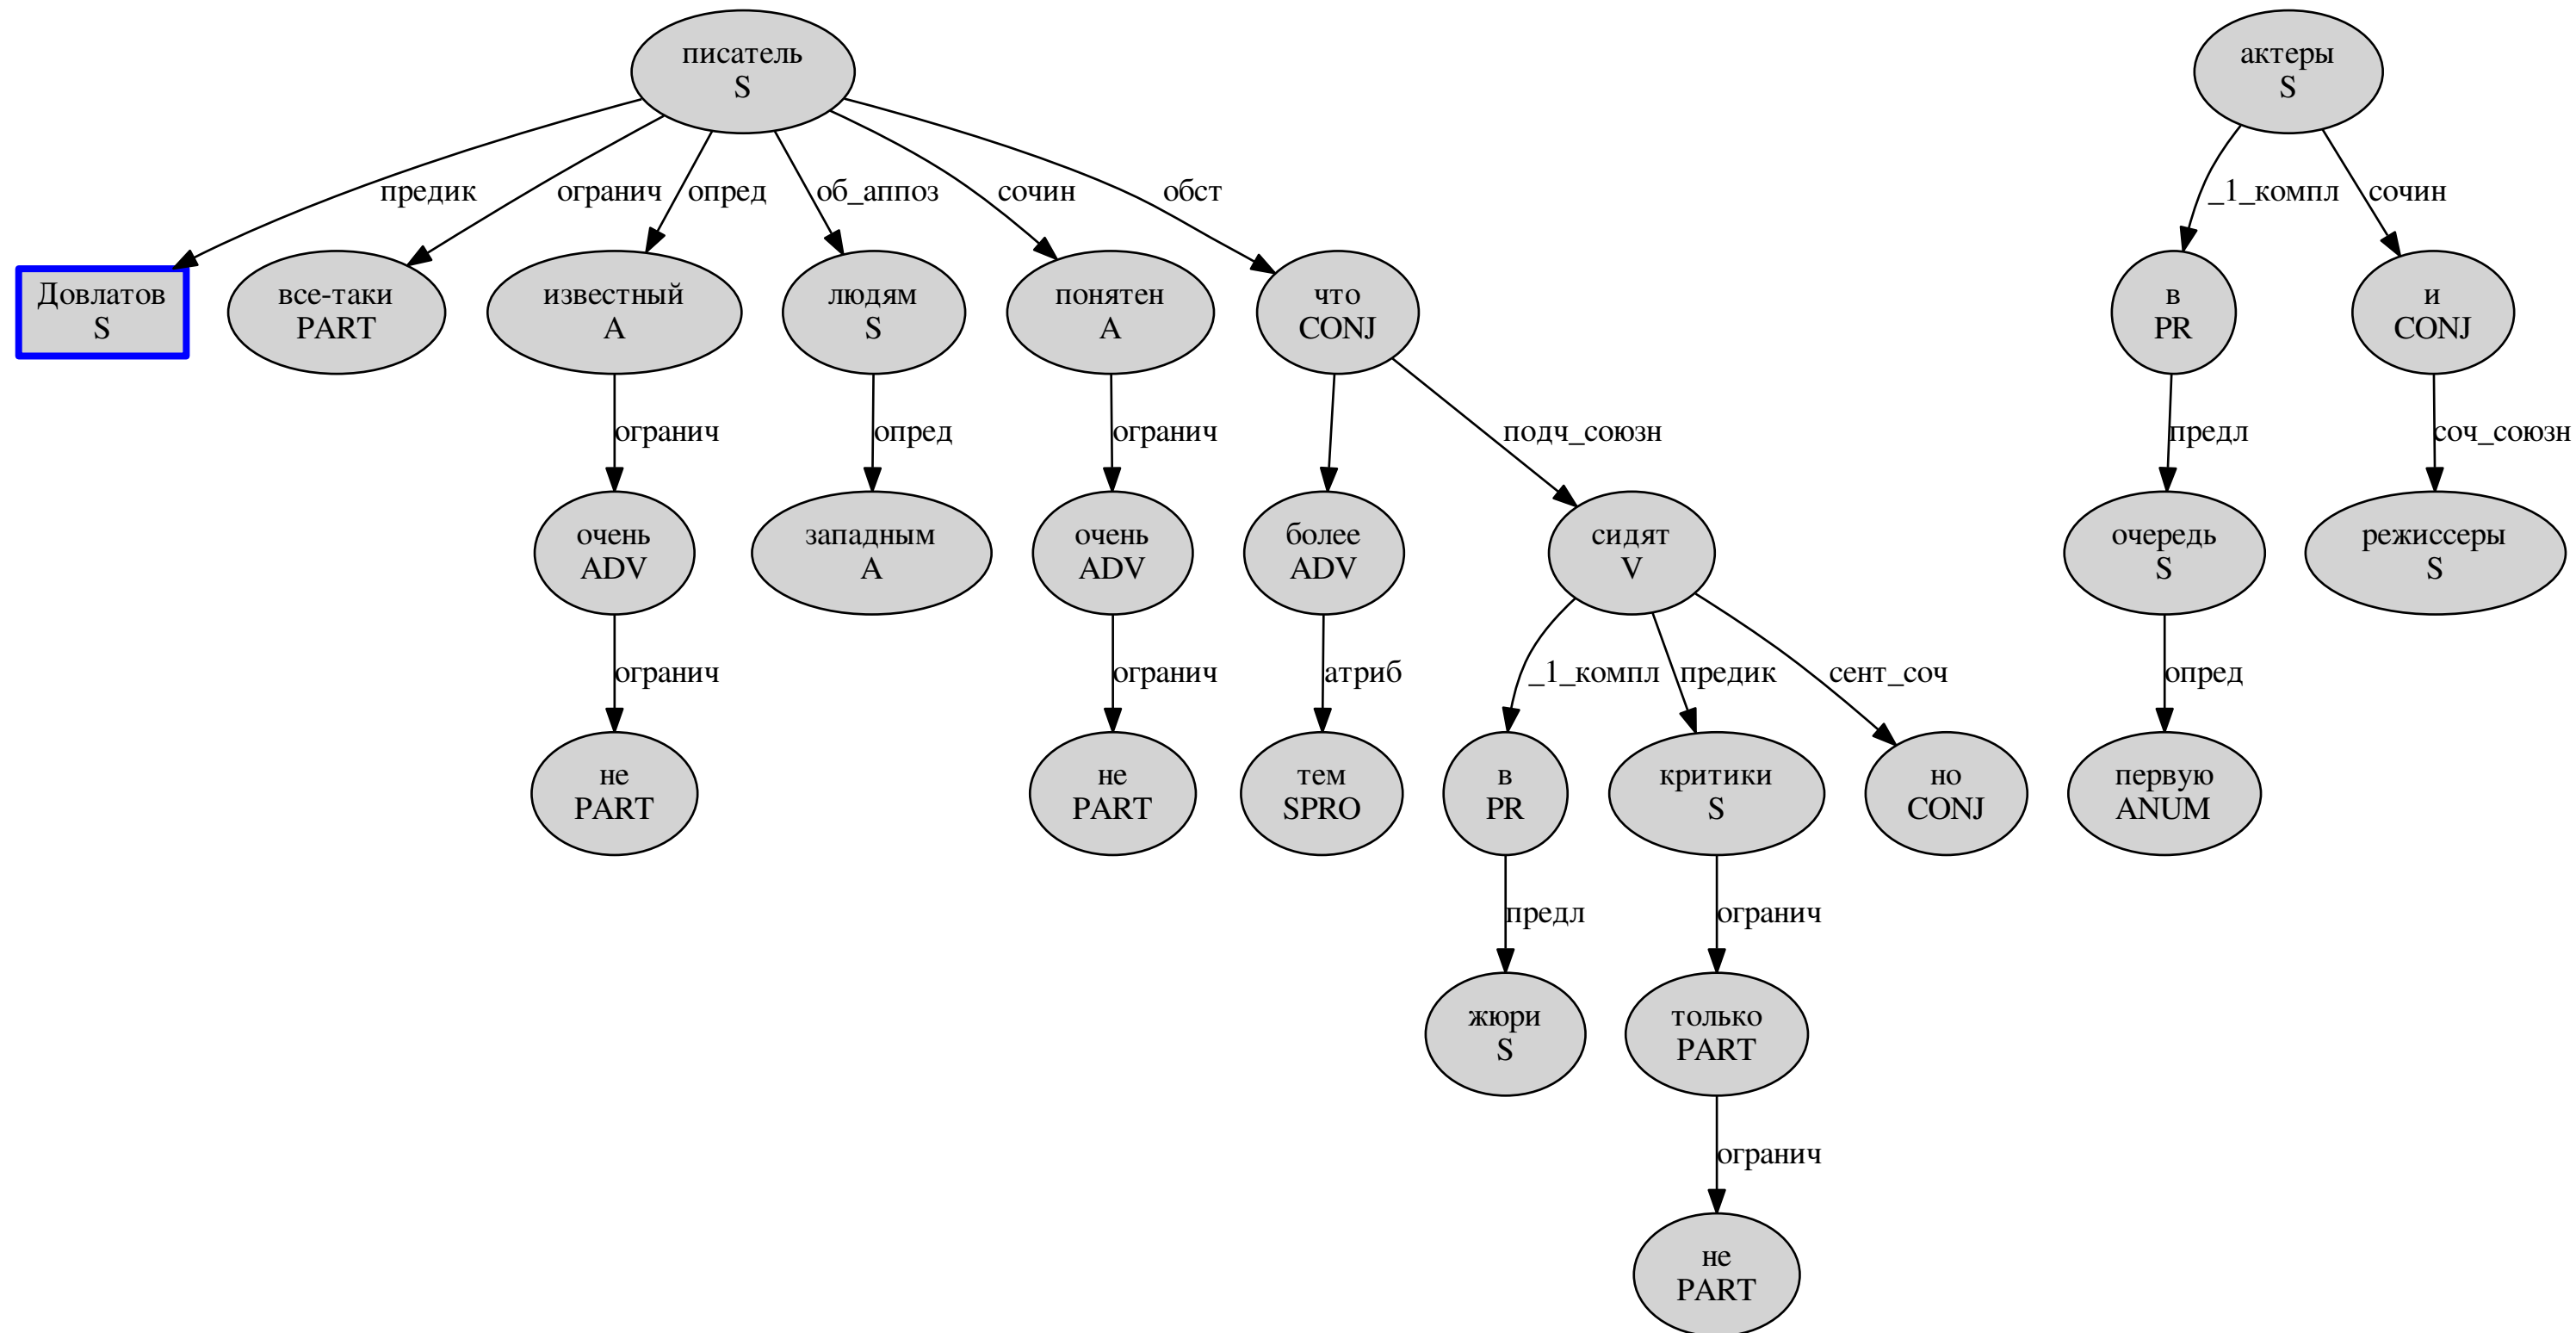 писатель
S
актеры
S
предик
огранич
опред
об_аппоз
сочин
обст
_1_компл
сочин
Довлатов
S
все-таки
PART
известный
A
людям
S
понятен
A
что
CONJ
в
PR
и
CONJ
огранич
опред
огранич
подч_союзн
предл
соч_союзн
очень
ADV
западным
A
очень
ADV
более
ADV
сидят
V
очередь
S
режиссеры
S
огранич
огранич
атриб
_1_компл
предик
сент_соч
опред
не
PART
не
PART
тем
SPRO
в
PR
критики
S
но
CONJ
первую
ANUM
предл
огранич
жюри
S
только
PART
огранич
не
PART